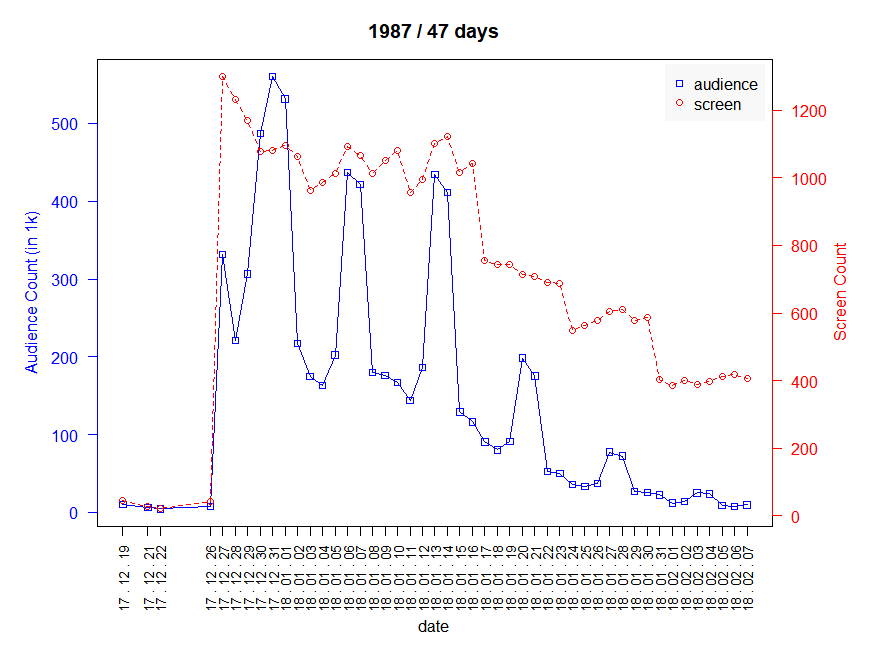 1987 / 47 days
audience
screen
Audience Count (in 1k)
500
400
300
200
100
0
1200
1000
800
600
400
200
0
Screen Count
17 . 12 . 19
17 . 12 . 21
17 . 12 . 22
17 . 12 . 26
17 . 12 . 27
17 . 12 . 28
17 . 12 . 29
17 . 12 . 30
17 . 12 . 31
18 . 01 . 01
18 . 01 . 02
18 . 01 . 03
18 . 01 . 04
18 . 01 . 05
18 . 01 . 06
18 . 01 . 07
18 . 01 . 08
18 . 01 . 09
18 . 01 . 10
18 . 01 . 11
18 . 01 . 12
18 . 01 . 13
18 . 01 . 14
18 . 01 . 15
18 . 01 . 16
18 . 01 . 17
18 . 01 . 18
18 . 01 . 19
18 . 01 . 20
18 . 01 . 21
18 . 01 . 22
18 . 01 . 23
18 . 01 . 24
18 . 01 . 25
18 . 01 . 26
18 . 01 . 27
18 . 01 . 28
18 . 01 . 29
18 . 01 . 30
18 . 01 . 31
18 . 02 . 01
18 . 02 . 02
18 . 02 . 03
18 . 02 . 04
18 . 02 . 05
18 . 02 . 06
18 . 02 . 07
date